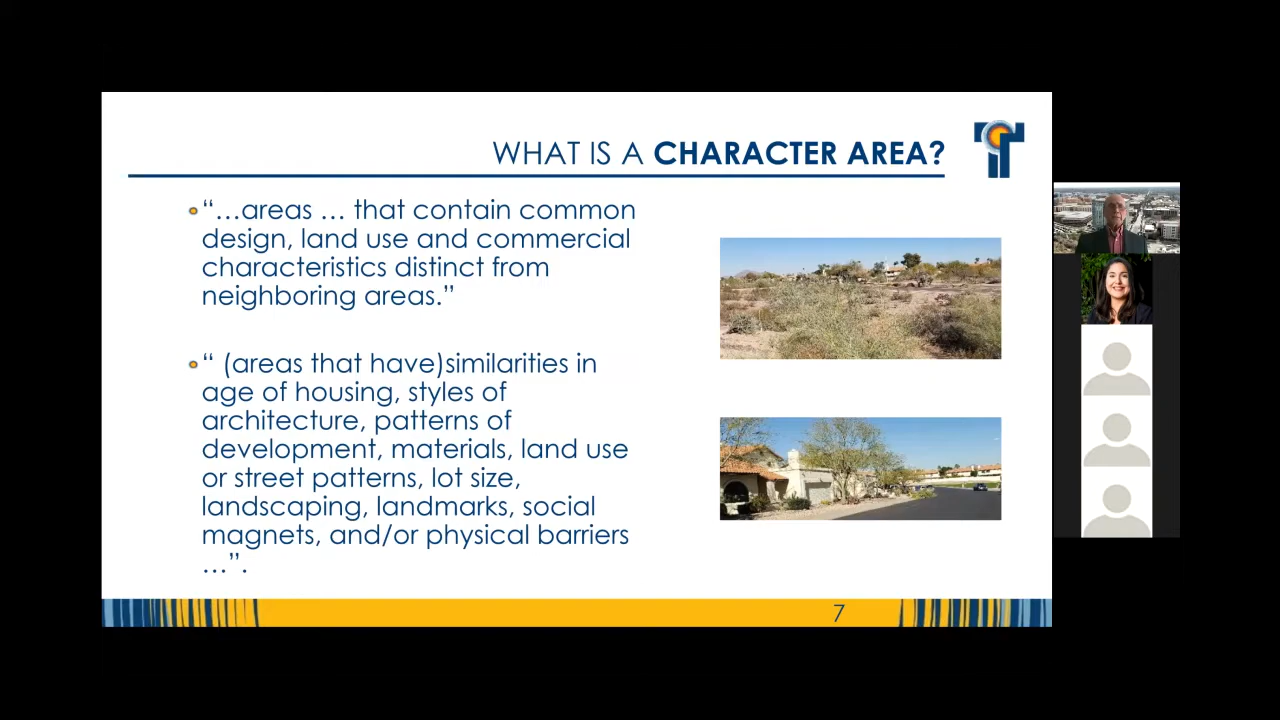 WHAT IS A CHARACTER AREA?
“…areas … that contain common
design, land use and commercial
characteristics distinct from
neighboring areas.”
“ (areas that have)similarities in
age of housing, styles of
architecture, patterns of
development, materials, land use
or street patterns, lot size,
landscaping, landmarks, social
magnets, and/or physical barriers
…”.
7